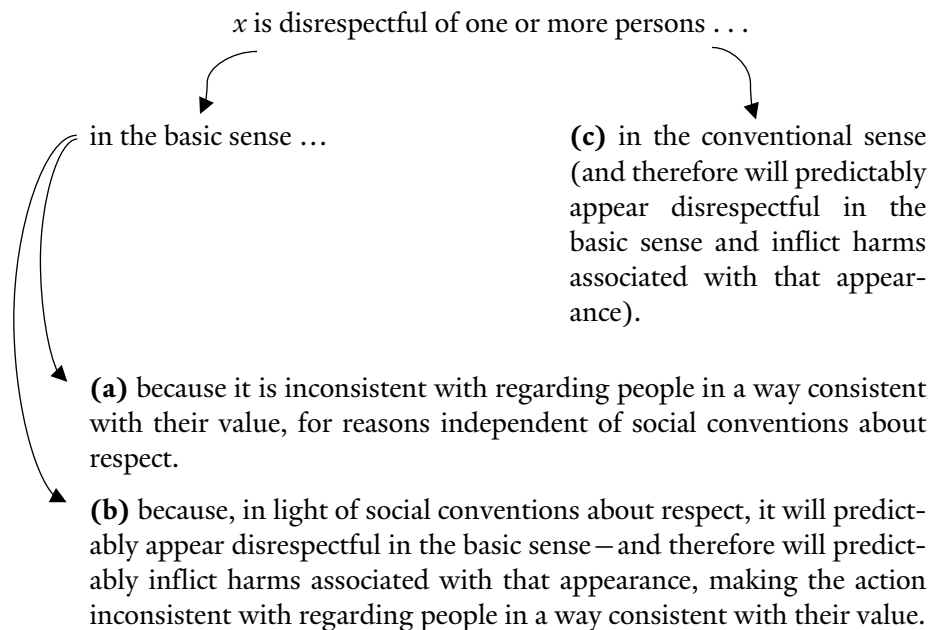 x is disrespectful of one or more persons . . .
in the basic sense …
(c) in the conventional sense
(and therefore will predictably
appear disrespectful in the
basic sense and inflict harms
associated with that appear-
ance).
(a) because it is inconsistent with regarding people in a way consistent
with their value, for reasons independent of social conventions about
respect.
(b) because, in light of social conventions about respect, it will predict-
ably appear disrespectful in the basic sense – and therefore will predict-
ably inflict harms associated with that appearance, making the action
inconsistent with regarding people in a way consistent with their value.